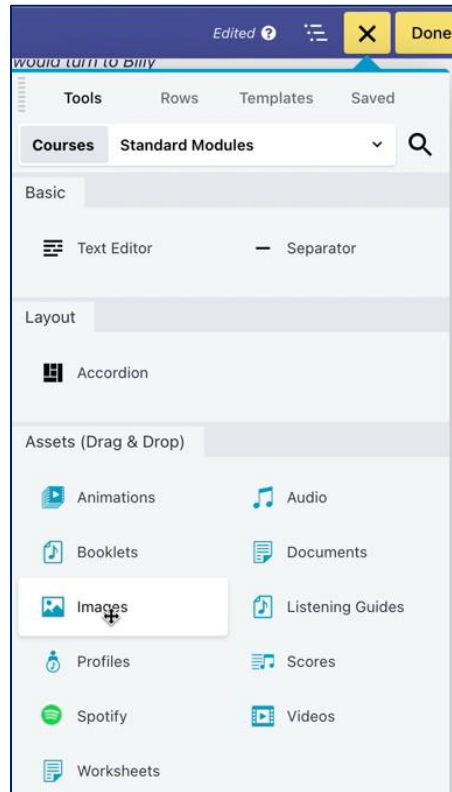 Edited ?
Done
would turn to Billy
Tools Rows Templates Saved
Courses Standard Modules
Basic
Text Editor Separator
Layout
Accordion
Assets (Drag & Drop)
Animations Audio
Booklets Documents
Images Listening Guides
Profiles Scores
Spotify Videos
Worksheets